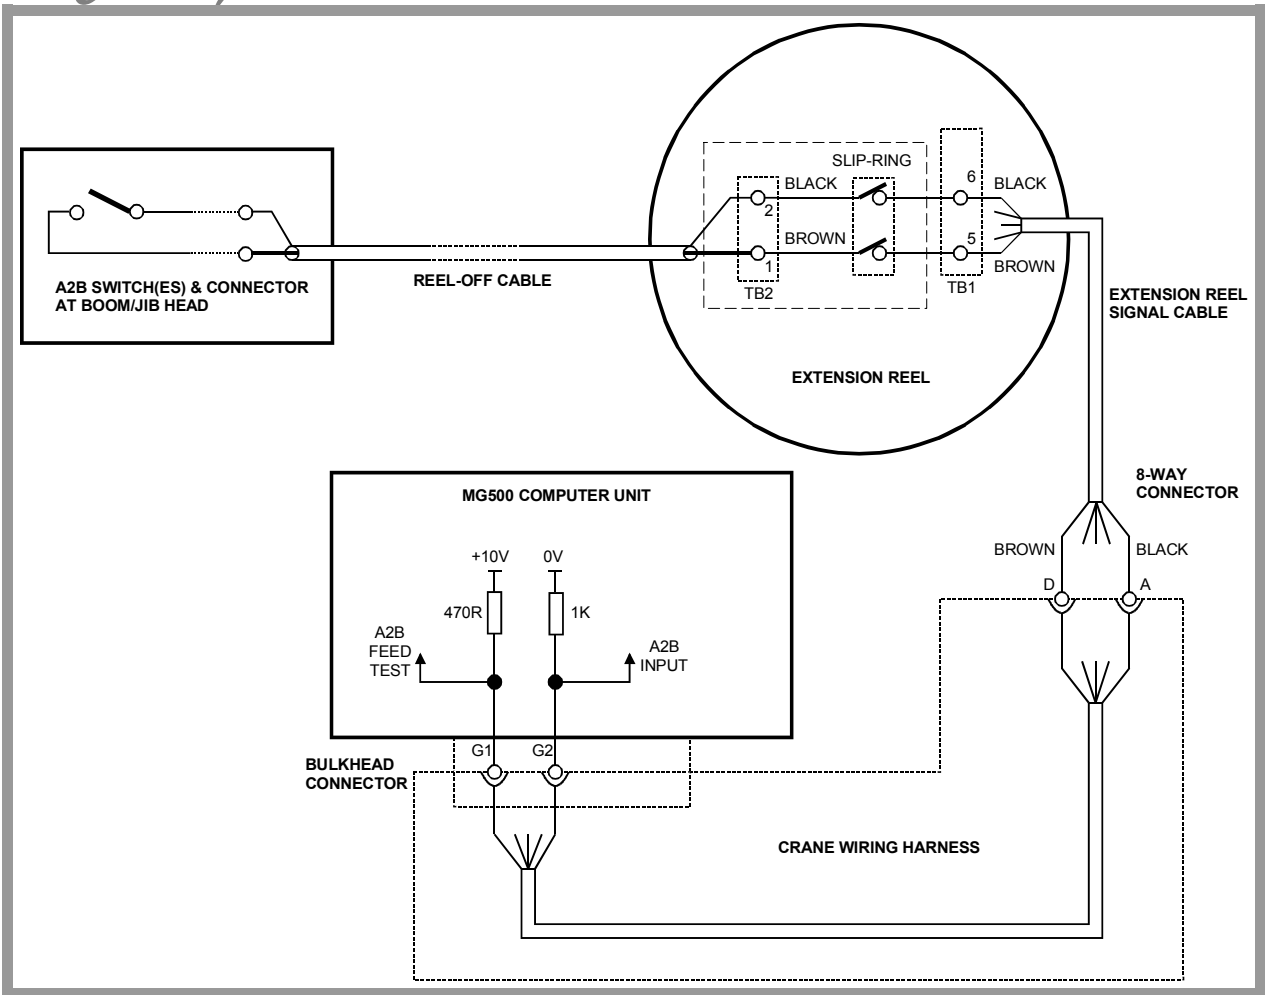 SLIP-RING
6
BLACK
BLACK
2
BROWN
5
1
BROWN
TB2
TB1
A2B SWITCH(ES) & CONNECTOR
AT BOOM/JIB HEAD
REEL-OFF CABLE
EXTENSION REEL
SIGNAL CABLE
EXTENSION REEL
8-WAY
CONNECTOR
MG500 COMPUTER UNIT
BROWN
BLACK
+10V
0V
D
A
470R
1K
A2B
FEED
TEST
A2B
INPUT
G1
G2
BULKHEAD
CONNECTOR
CRANE WIRING HARNESS